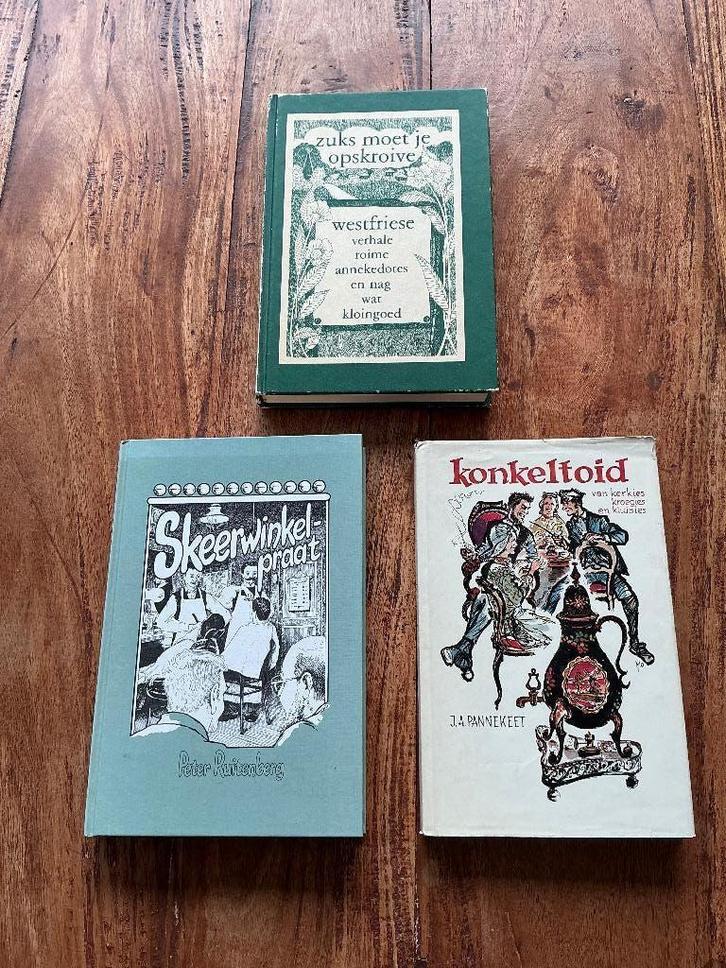 zuks moet je
opskroive
westfriese
verhale
roime
annekedotes
en nag
wat
kloingoed
Skeerwinkel-
praat
Peter Ruitenberg
konkeltoid
van kerkies
kroegies
en kluisies
J.A. PANNEKEET